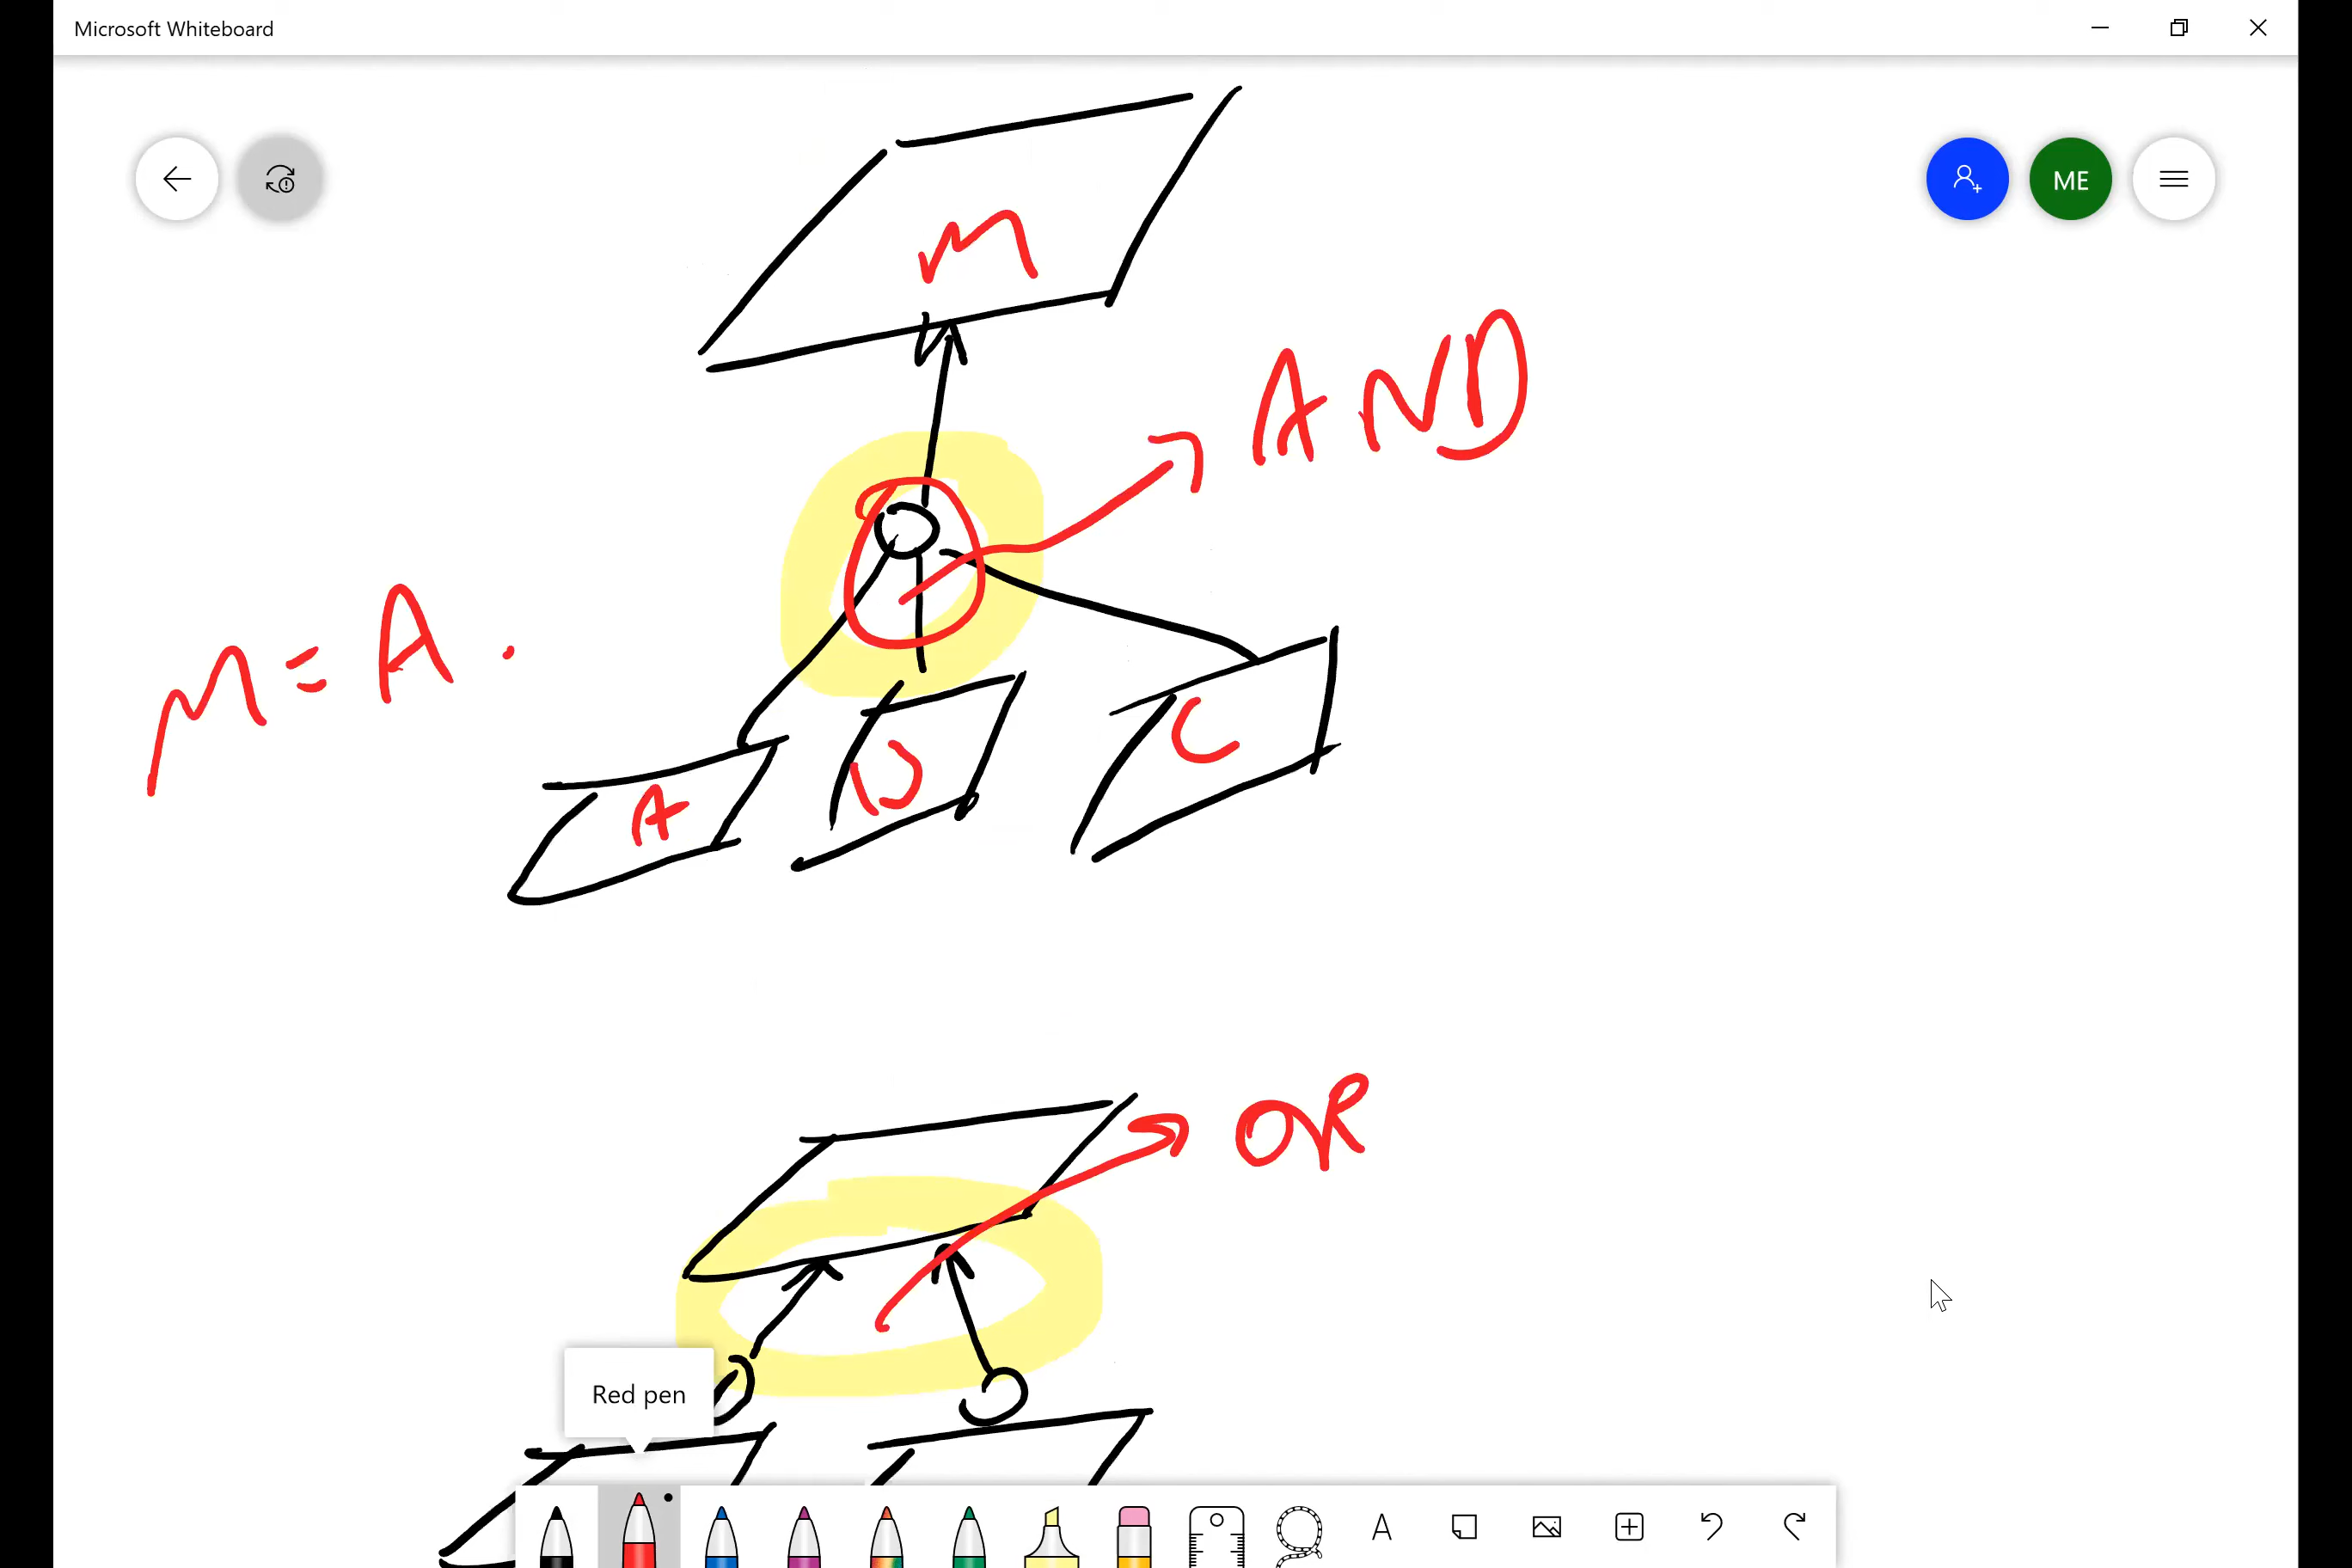 Microsoft Whiteboard
ME
M
AND
M = A .
A
C
OR
Red pen
A